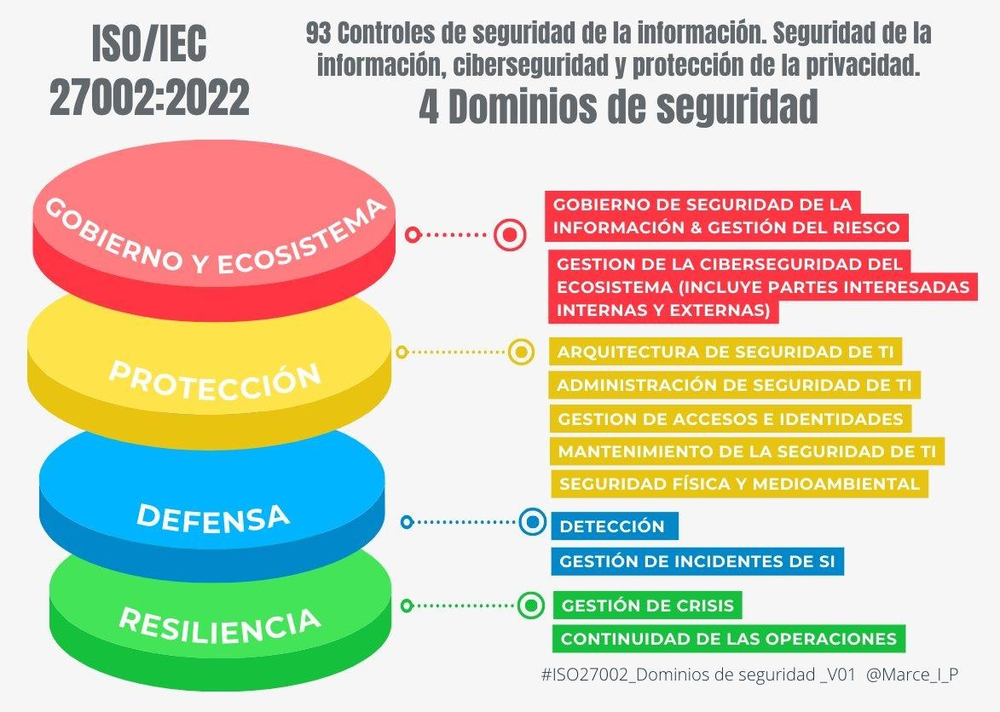 ISO/IEC
27002:2022
93 Controles de seguridad de la información. Seguridad de la
información, ciberseguridad y protección de la privacidad.
4 Dominios de seguridad
GOBIERNO Y ECOSISTEMA
GOBIERNO DE SEGURIDAD DE LA
INFORMACIÓN & GESTIÓN DEL RIESGO
GESTION DE LA CIBERSEGURIDAD DEL
ECOSISTEMA (INCLUYE PARTES INTERESADAS
INTERNAS Y EXTERNAS)
PROTECCIÓN
ARQUITECTURA DE SEGURIDAD DE TI
ADMINISTRACIÓN DE SEGURIDAD DE TI
GESTION DE ACCESOS E IDENTIDADES
MANTENIMIENTO DE LA SEGURIDAD DE TI
SEGURIDAD FÍSICA Y MEDIOAMBIENTAL
DEFENSA
DETECCIÓN
GESTIÓN DE INCIDENTES DE SI
RESILIENCIA
GESTIÓN DE CRISIS
CONTINUIDAD DE LAS OPERACIONES
#ISO27002_Dominios de seguridad _V01 @Marce_I_P